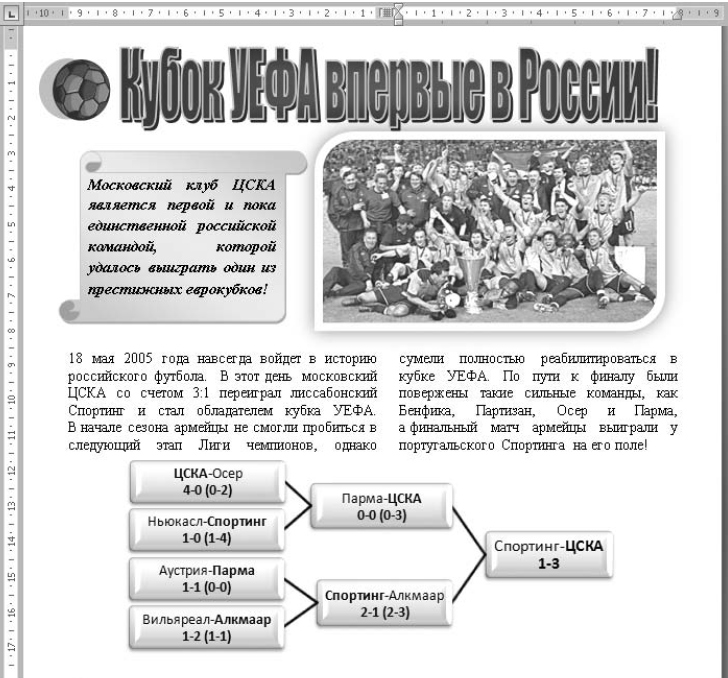 Кубок УЕФА впервые в России!
Московский клуб ЦСКА
является первой и пока
единственной российской
командой, которой
удалось выиграть один из
престижных еврокубков!
18 мая 2005 года навсегда войдет в историю
российского футбола. В этот день московский
ЦСКА со счетом 3:1 переиграл лиссабонский
Спортинг и стал обладателем кубка УЕФА.
В начале сезона армейцы не смогли пробиться в
следующий этап Лиги чемпионов, однако
сумели полностью реабилитироваться в
кубке УЕФА. По пути к финалу были
повержены такие сильные команды, как
Бенфика, Партизан, Осер и Парма,
а финальный матч армейцы выиграли у
португальского Спортинга на его поле!
ЦСКА-Осер
4-0 (0-2)
Ньюкасл-Спортинг
1-0 (1-4)
Аустрия-Парма
1-1 (0-0)
Вильяреал-Алкмаар
1-2 (1-1)
Парма-ЦСКА
0-0 (0-3)
Спортинг-Алкмаар
2-1 (2-3)
Спортинг-ЦСКА
1-3